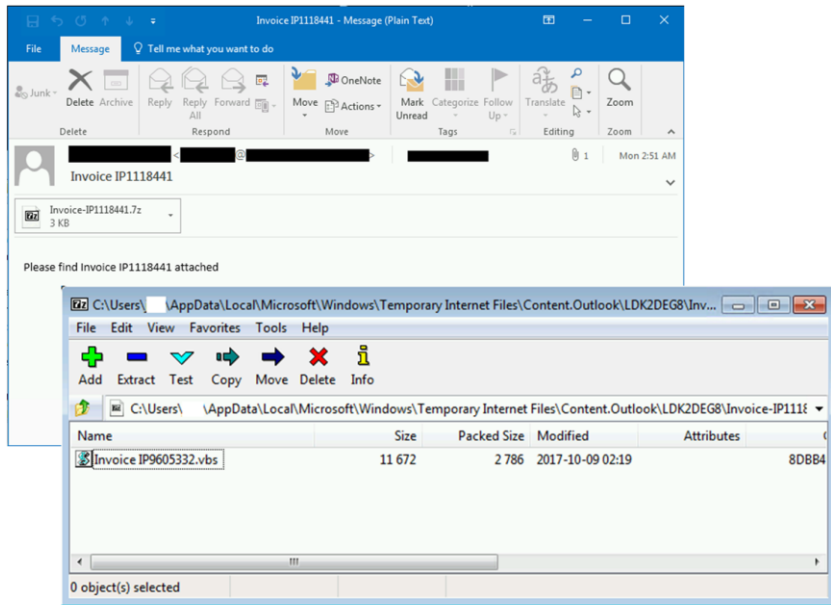 Invoice IP1118441 - Message (Plain Text)
File Message Tell me what you want to do
Junk Delete Archive Reply Reply All Forward Move OneNote Actions Mark Unread Categorize Follow Up Translate Zoom
Delete Respond Move Tags Editing Zoom
< @ > 1 Mon 2:51 AM
Invoice IP1118441
Invoice-IP1118441.7z
3 KB
Please find Invoice IP1118441 attached
7z C:\Users\ \AppData\Local\Microsoft\Windows\Temporary Internet Files\Content.Outlook\LDK2DEG8\Inv...
File Edit View Favorites Tools Help
Add Extract Test Copy Move Delete Info
C:\Users\ \AppData\Local\Microsoft\Windows\Temporary Internet Files\Content.Outlook\LDK2DEG8\Invoice-IP1118
Name Size Packed Size Modified Attributes
Invoice IP9605332.vbs 11 672 2 786 2017-10-09 02:19 8DBB4
0 object(s) selected